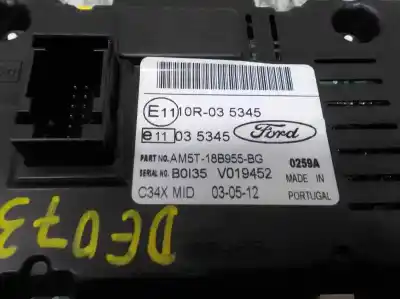 E11 10R-03 5345
e11 03 5345 Ford
PART NO. AM5T-18B955-BG 0259A
SERIAL NO. B0I35 V019452 MADE IN
C34X MID 03-05-12 PORTUGAL
DE073